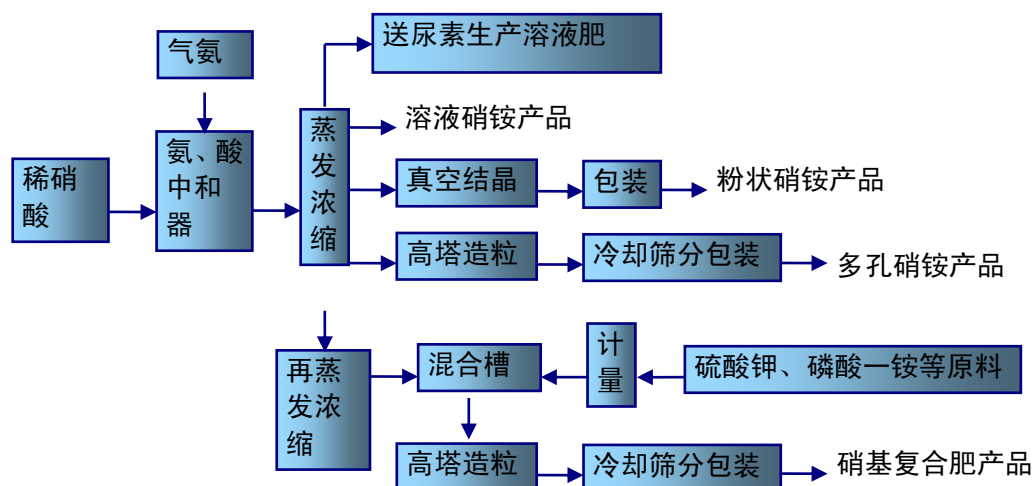 送尿素生产溶液肥
气氨
溶液硝铵产品
稀硝
酸
氨、酸
中和
器
蒸
发
浓
缩
真空结晶
包装
粉状硝铵产品
高塔造粒
冷却筛分包装
多孔硝铵产品
再蒸
发浓
缩
混合槽
计
量
硫酸钾、磷酸一铵等原料
高塔造粒
冷却筛分包装
硝基复合肥产品